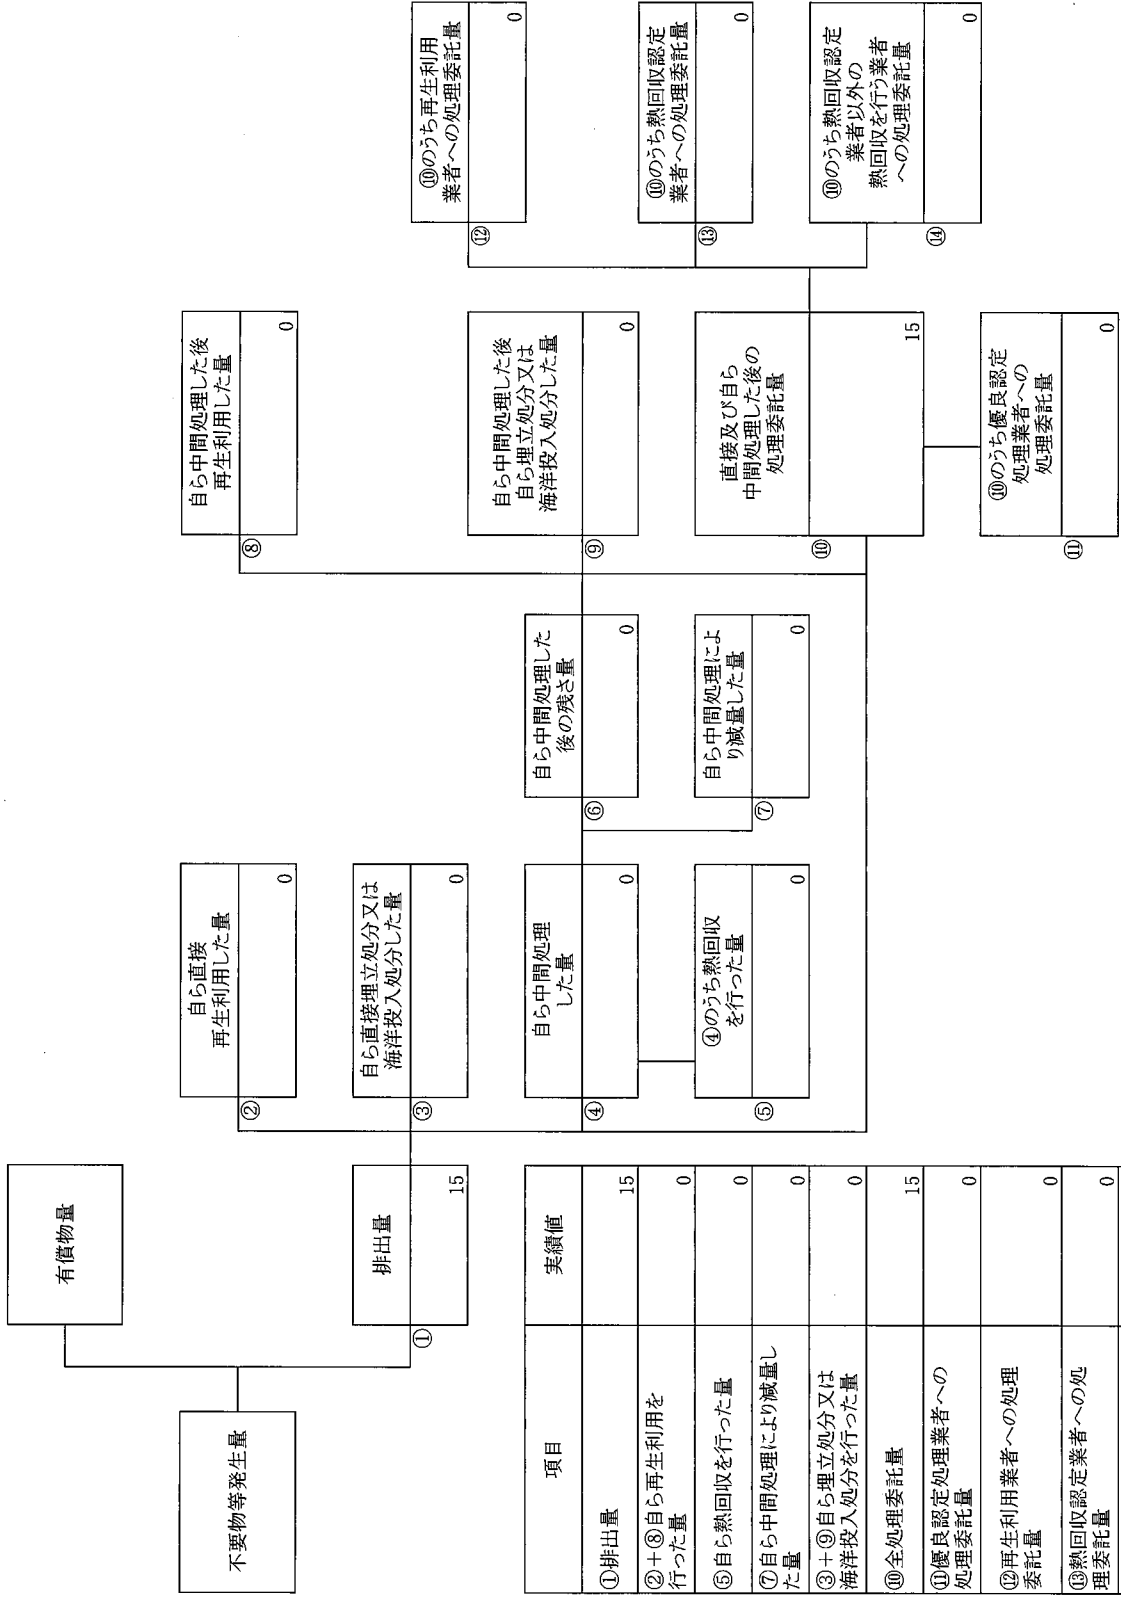 不要物等発生量
有償物量
①
排出量
15
②
自ら直接
再生利用した量
0
③
自ら直接埋立処分又は
海洋投入処分した量
0
④
自ら中間処理
した量
0
⑤
④のうち熱回収
を行った量
0
⑥
自ら中間処理した
後の残さ量
0
⑦
自ら中間処理によ
り減量した量
0
⑧
自ら中間処理した後
再生利用した量
0
⑨
自ら中間処理した後
自ら埋立処分又は
海洋投入処分した量
0
⑩
直接及び自ら
中間処理した後の
処理委託量
15
⑪
⑩のうち優良認定
処理業者への
処理委託量
0
⑫
⑩のうち再生利用
業者への処理委託量
0
⑬
⑩のうち熱回収認定
業者への処理委託量
0
⑭
⑩のうち熱回収認定
業者以外の
熱回収を行う業者
への処理委託量
0
項目 実績値
①排出量 15
②+⑧自ら再生利用を
行った量 0
⑤自ら熱回収を行った量 0
⑦自ら中間処理により減量し
た量 0
③+⑨自ら埋立処分又は
海洋投入処分を行った量 0
⑩全処理委託量 15
⑪優良認定処理業者への
処理委託量 0
⑫再生利用業者への処理
委託量 0
⑬熱回収認定業者への処
理委託量 0